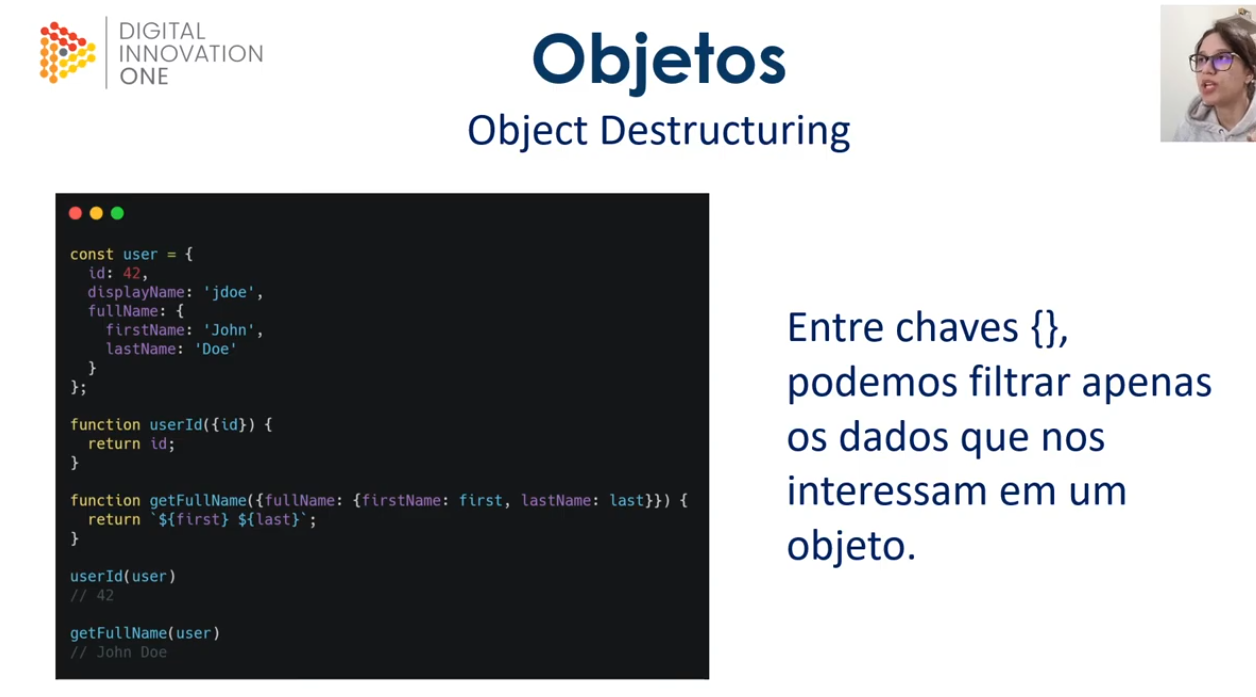 DIGITAL
INNOVATION
ONE
Objetos
Object Destructuring
const user = {
  id: 42,
  displayName: 'jdoe',
  fullName: {
    firstName: 'John',
    lastName: 'Doe'
  }
};
function userId({id}) {
  return id;
}
function getFullName({fullName: {firstName: first, lastName: last}}) {
  return `${first} ${last}`;
}
userId(user)
// 42
getFullName(user)
// John Doe
Entre chaves {},
podemos filtrar apenas
os dados que nos
interessam em um
objeto.